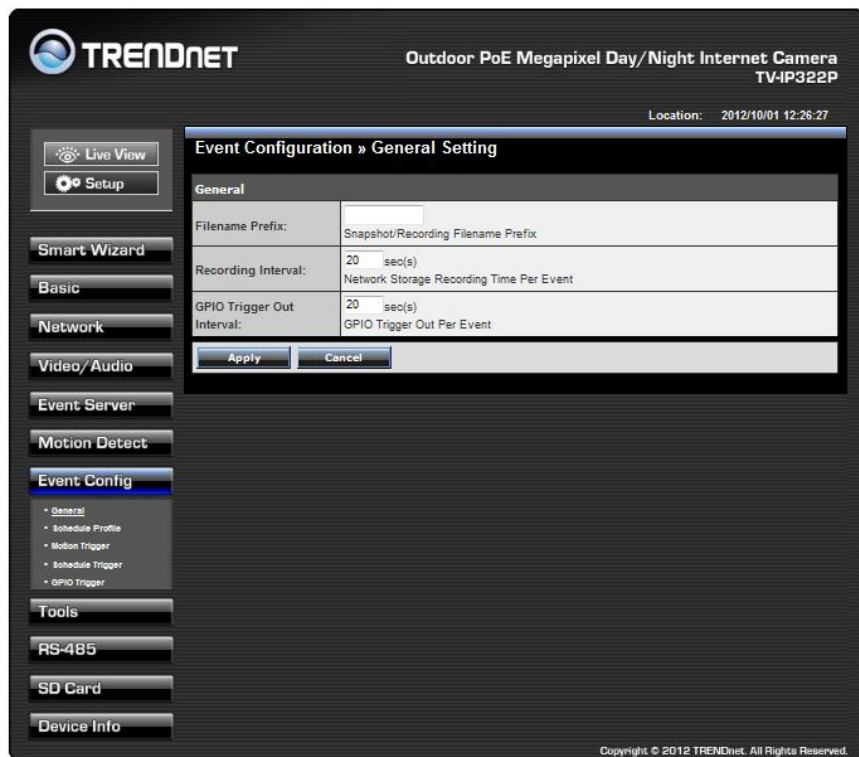 TRENDNET
Outdoor PoE Megapixel Day/Night Internet Camera
TV-IP322P
Location: 2012/10/01 12:26:27
Live View
Setup
Smart Wizard
Basic
Network
Video/Audio
Event Server
Motion Detect
Event Config
• General
• Schedule Profile
• Motion Trigger
• Schedule Trigger
• GPIO Trigger
Tools
RS-485
SD Card
Device Info
Event Configuration » General Setting
General
Filename Prefix:
Snapshot/Recording Filename Prefix
Recording Interval:
20 sec(s)
Network Storage Recording Time Per Event
GPIO Trigger Out
Interval:
20 sec(s)
GPIO Trigger Out Per Event
Apply Cancel
Copyright © 2012 TRENDnet. All Rights Reserved.